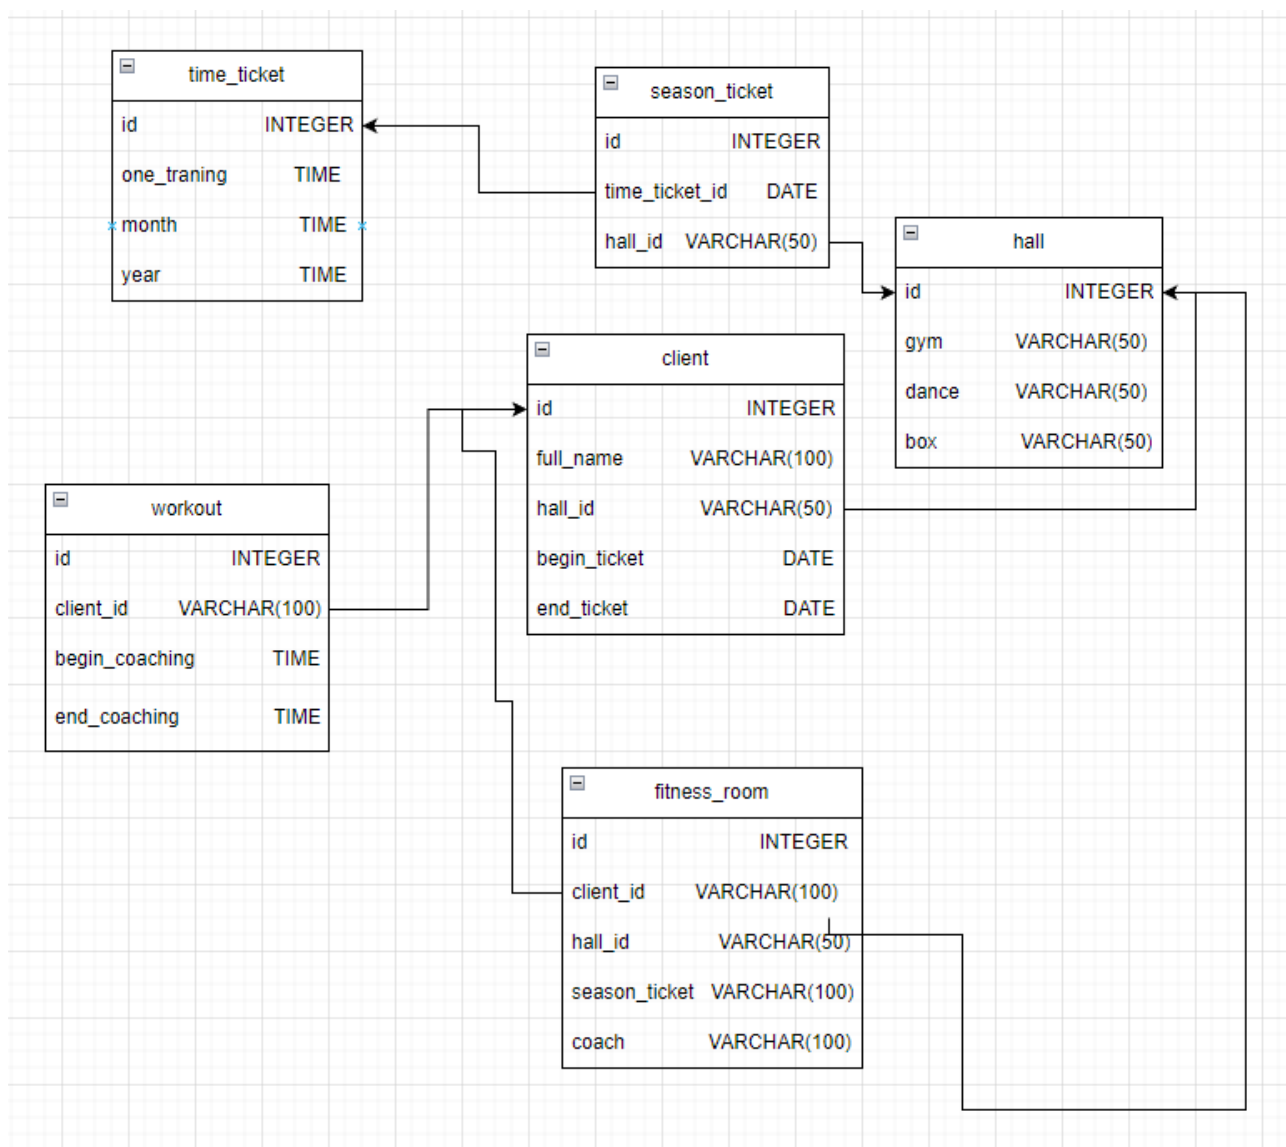 time_ticket
id INTEGER
one_traning TIME
month TIME
year TIME
season_ticket
id INTEGER
time_ticket_id DATE
hall_id VARCHAR(50)
hall
id INTEGER
gym VARCHAR(50)
dance VARCHAR(50)
box VARCHAR(50)
client
id INTEGER
full_name VARCHAR(100)
hall_id VARCHAR(50)
begin_ticket DATE
end_ticket DATE
workout
id INTEGER
client_id VARCHAR(100)
begin_coaching TIME
end_coaching TIME
fitness_room
id INTEGER
client_id VARCHAR(100)
hall_id VARCHAR(50)
season_ticket VARCHAR(100)
coach VARCHAR(100)